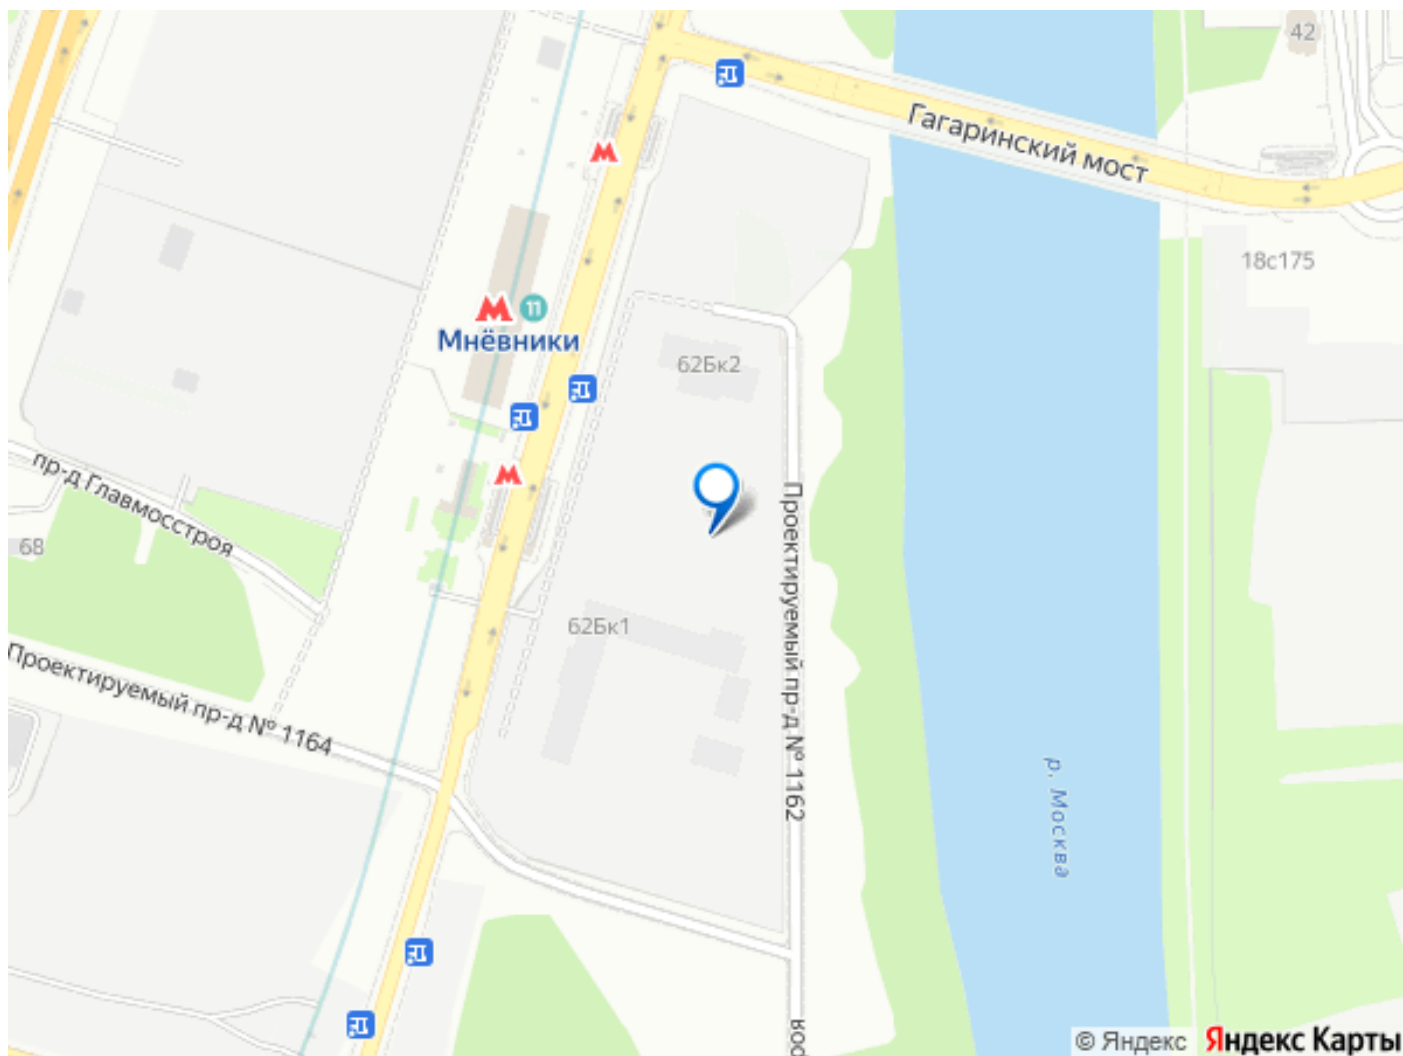 42
Гагаринский мост
М
18с175
М 11
Мнёвники
62Бк2
М
пр-д Главмосстроя
68
62Бк1
Проектируемый пр-д № 1162
Проектируемый пр-д № 1164
р. Москва
© Яндекс Яндекс Карты